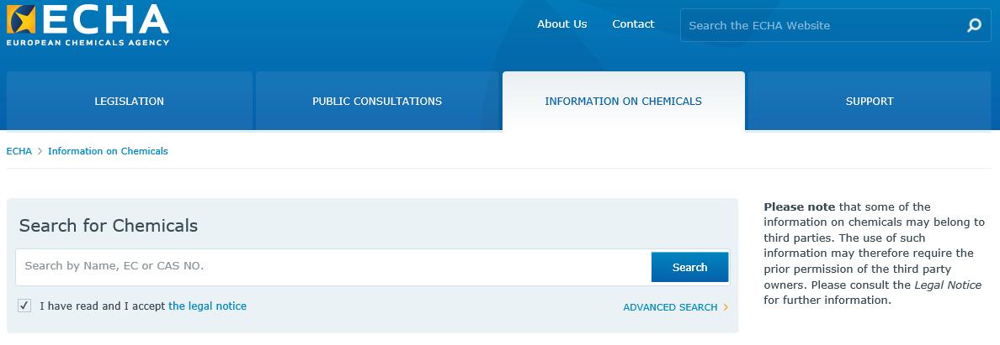 ECHA
EUROPEAN CHEMICALS AGENCY
About Us
Contact
Search the ECHA Website
LEGISLATION
PUBLIC CONSULTATIONS
INFORMATION ON CHEMICALS
SUPPORT
ECHA > Information on Chemicals
Search for Chemicals
Search by Name, EC or CAS NO.
Search
I have read and I accept the legal notice
ADVANCED SEARCH >
Please note that some of the
information on chemicals may belong to
third parties. The use of such
information may therefore require the
prior permission of the third party
owners. Please consult the Legal Notice
for further information.